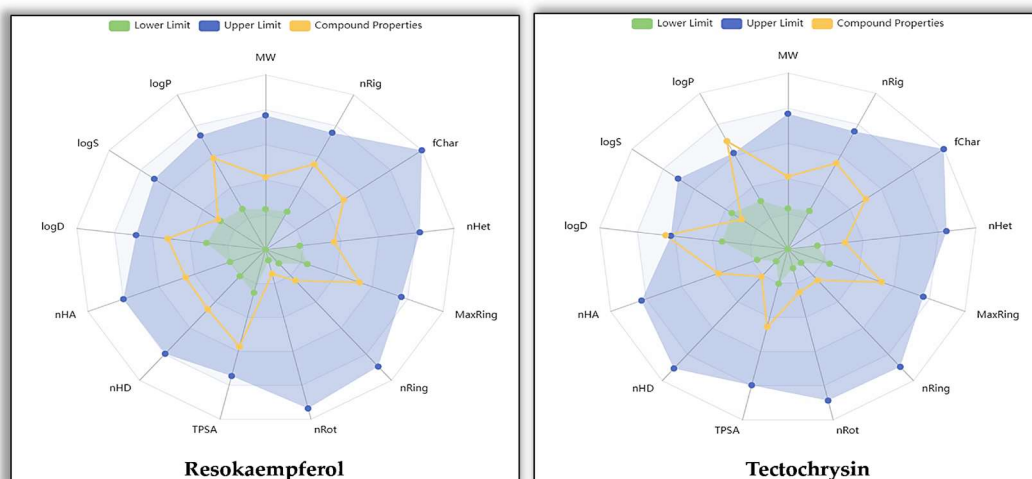 Lower Limit Upper Limit Compound Properties
MW
nRig
fChar
nHet
MaxRing
nRing
nRot
TPSA
nHD
nHA
logD
logS
logP
Resokaempferol
Lower Limit Upper Limit Compound Properties
MW
nRig
fChar
nHet
MaxRing
nRing
nRot
TPSA
nHD
nHA
logD
logS
logP
Tectochrysin